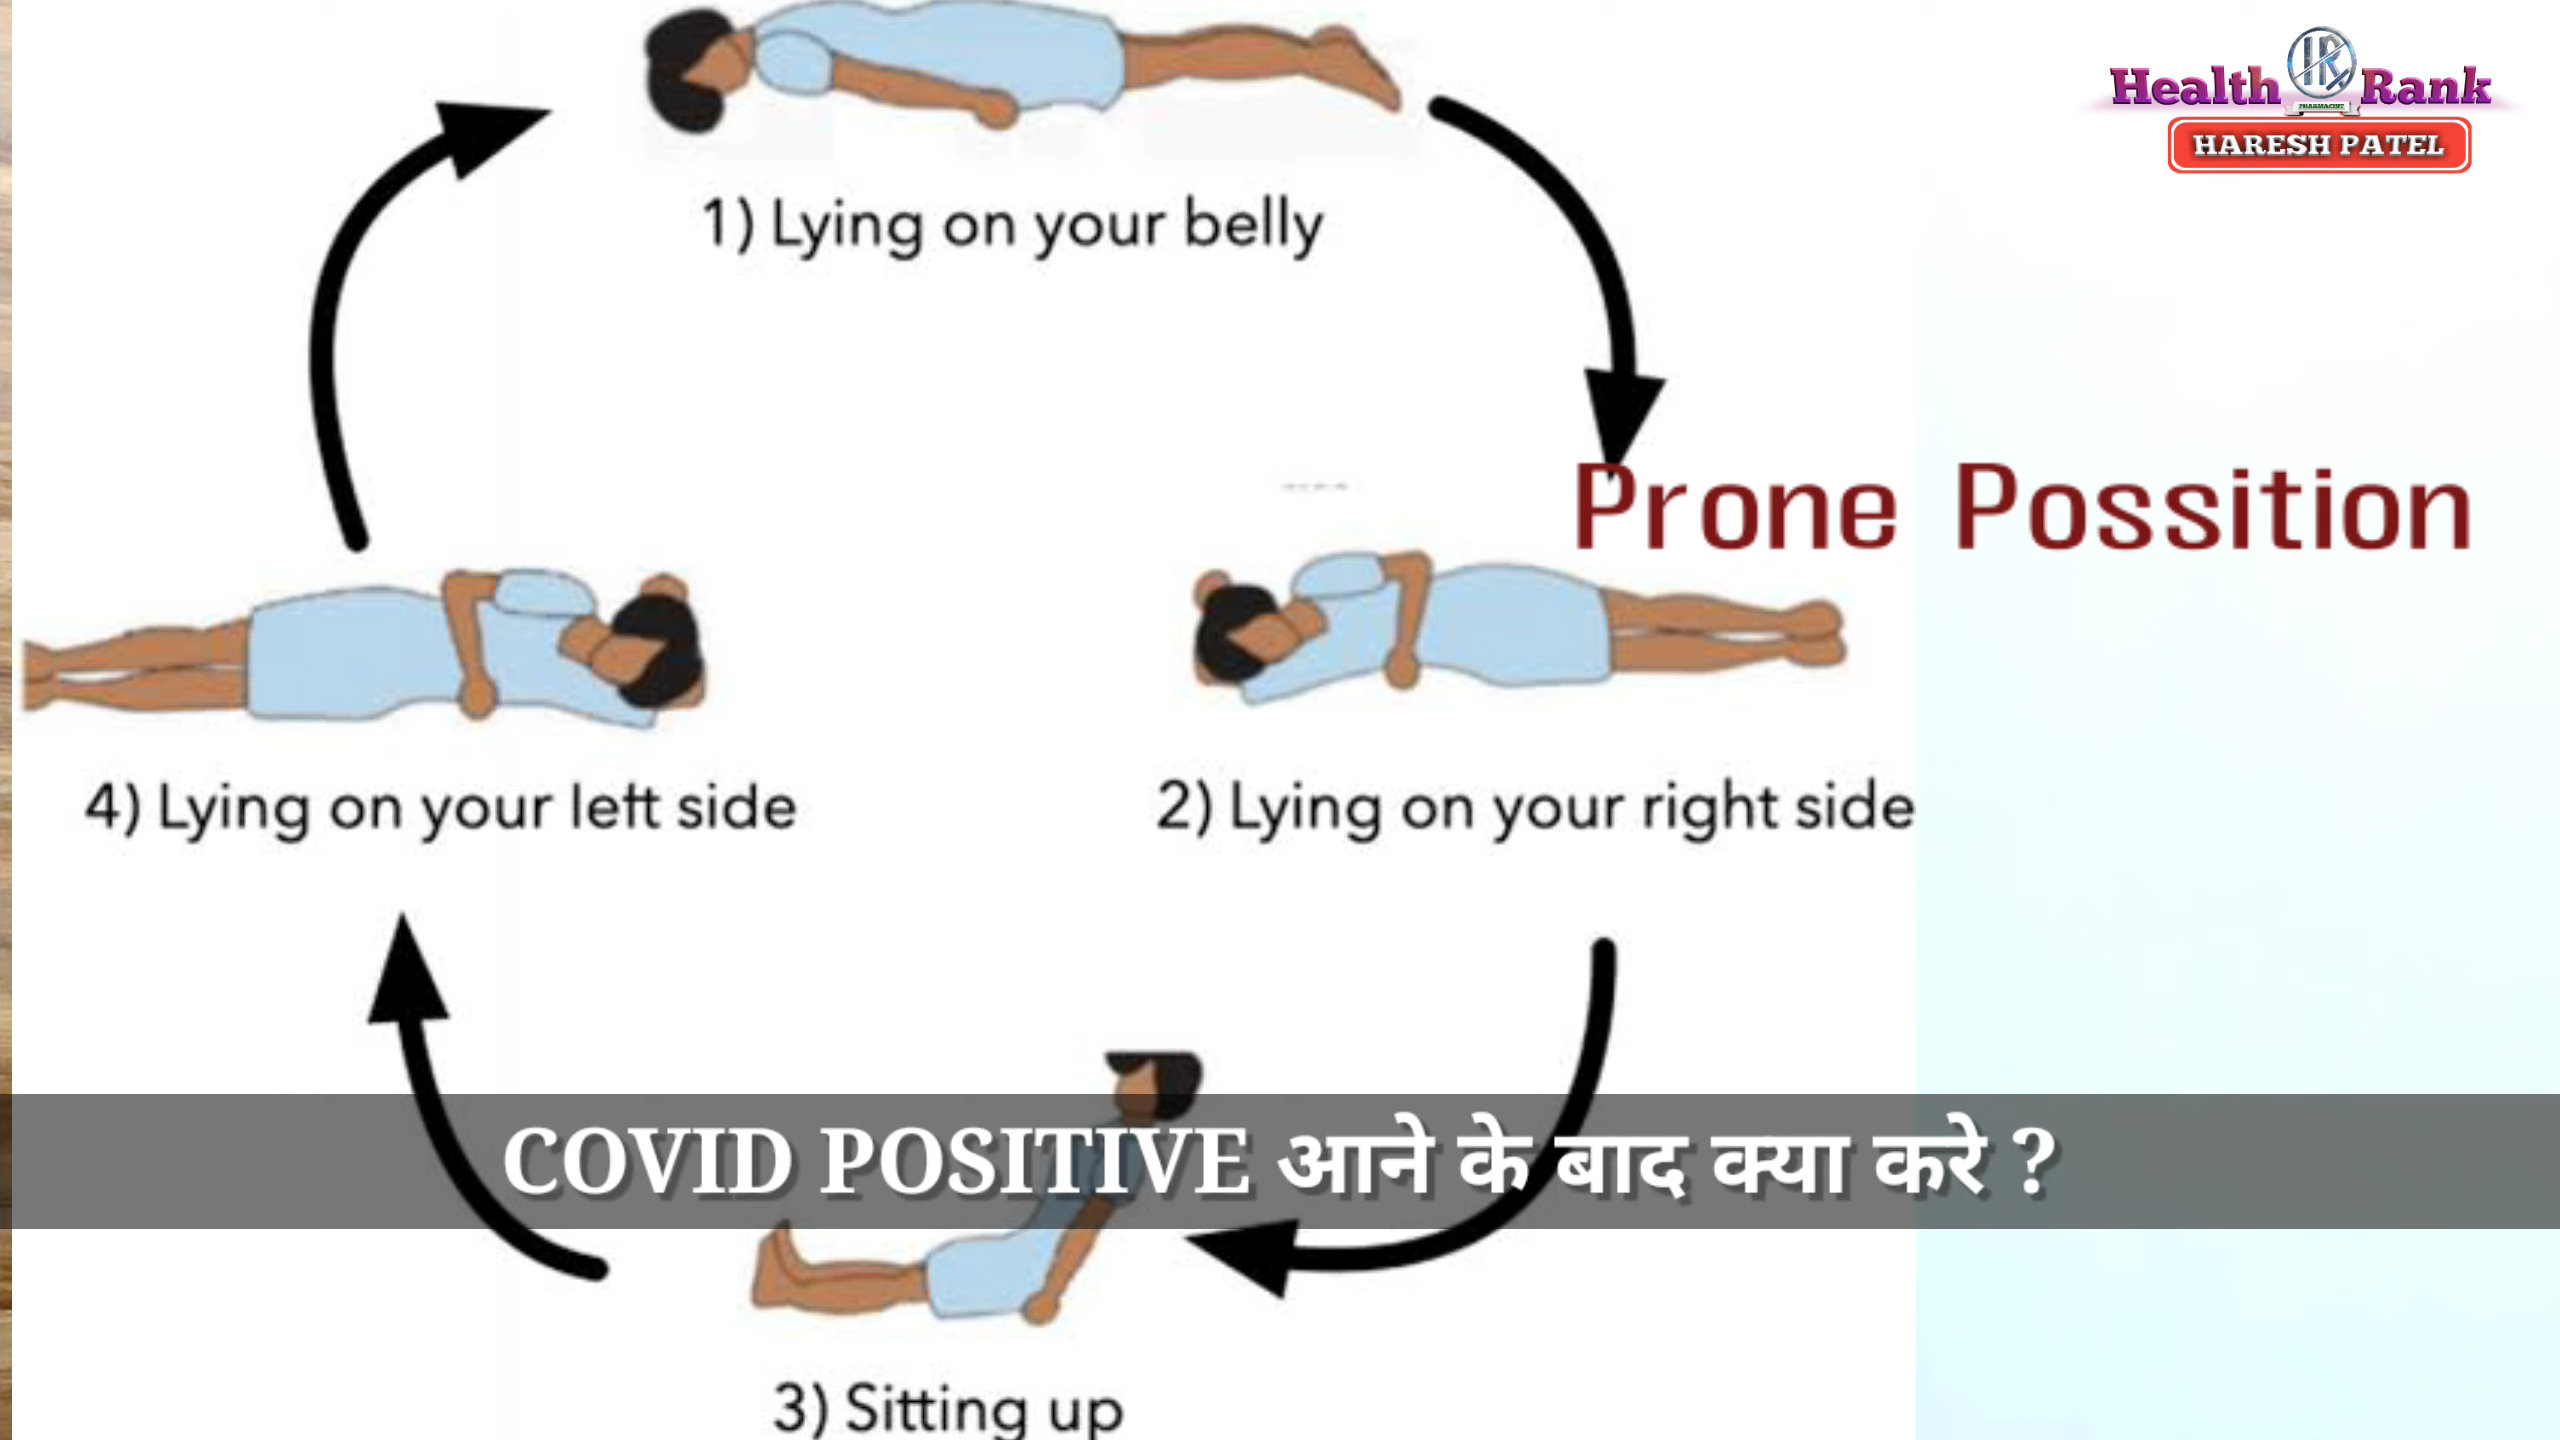 Health Rank
PHARMACIST
HARESH PATEL
1) Lying on your belly
Prone Possition
4) Lying on your left side
2) Lying on your right side
COVID POSITIVE आने के बाद क्या करे ?
3) Sitting up